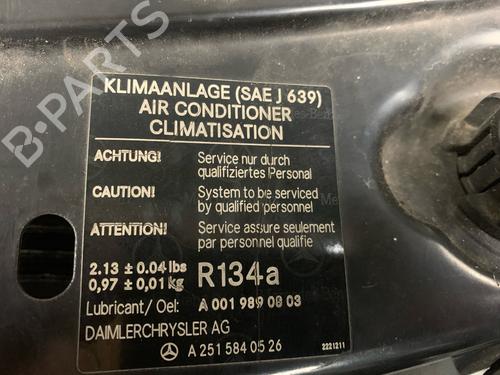 KLIMAANLAGE (SAE J 639)
AIR CONDITIONER
CLIMATISATION
ACHTUNG! Service nur durch
qualifiziertes Personal
CAUTION! System to be serviced
by qualified personnel
ATTENTION! Service assure seulement
par personnel qualifie
2.13 ± 0.04 lbs
0,97 ± 0,01 kg R134a
Lubricant/ Oel: A 001 989 08 03
DAIMLERCHRYSLER AG
A 251 584 05 26 2221211
B-PARTS